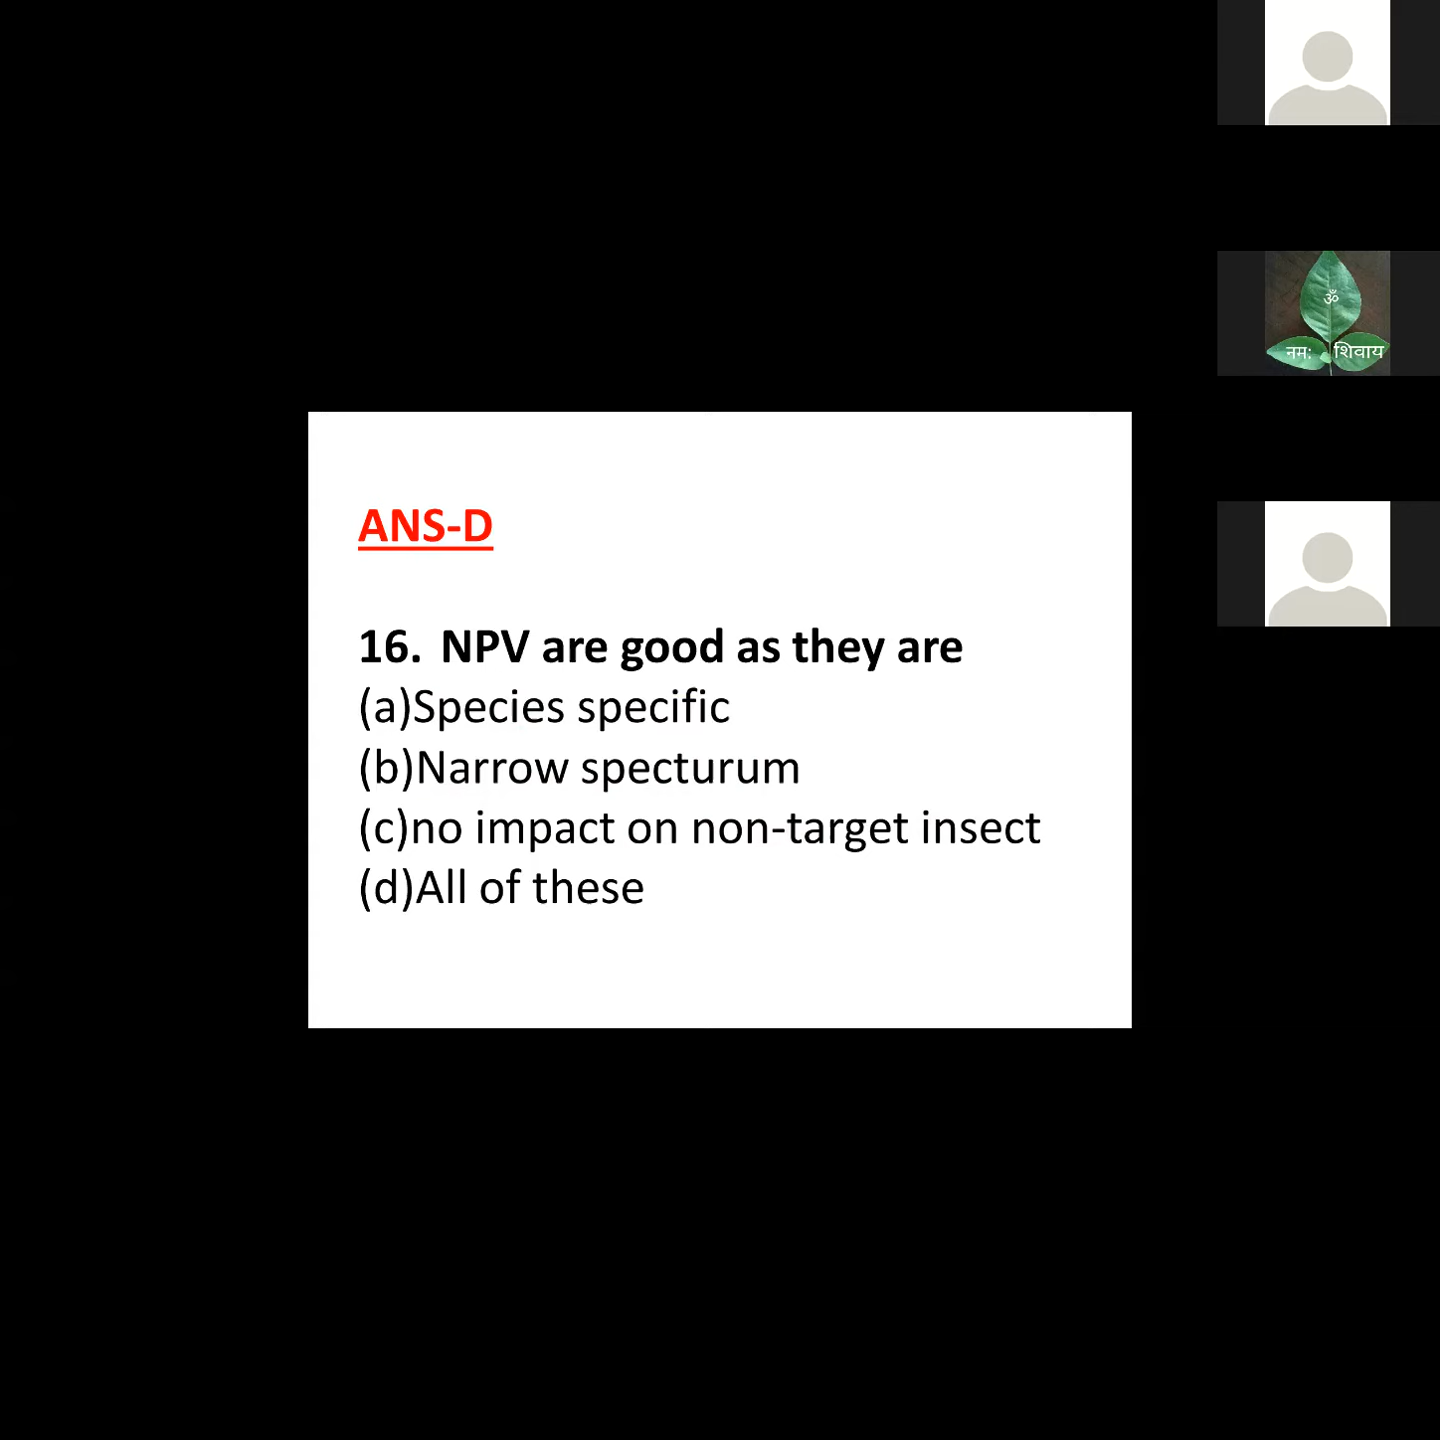 ANS-D
16. NPV are good as they are
(a)Species specific
(b)Narrow specturum
(c)no impact on non-target insect
(d)All of these
ॐ
नम: शिवाय